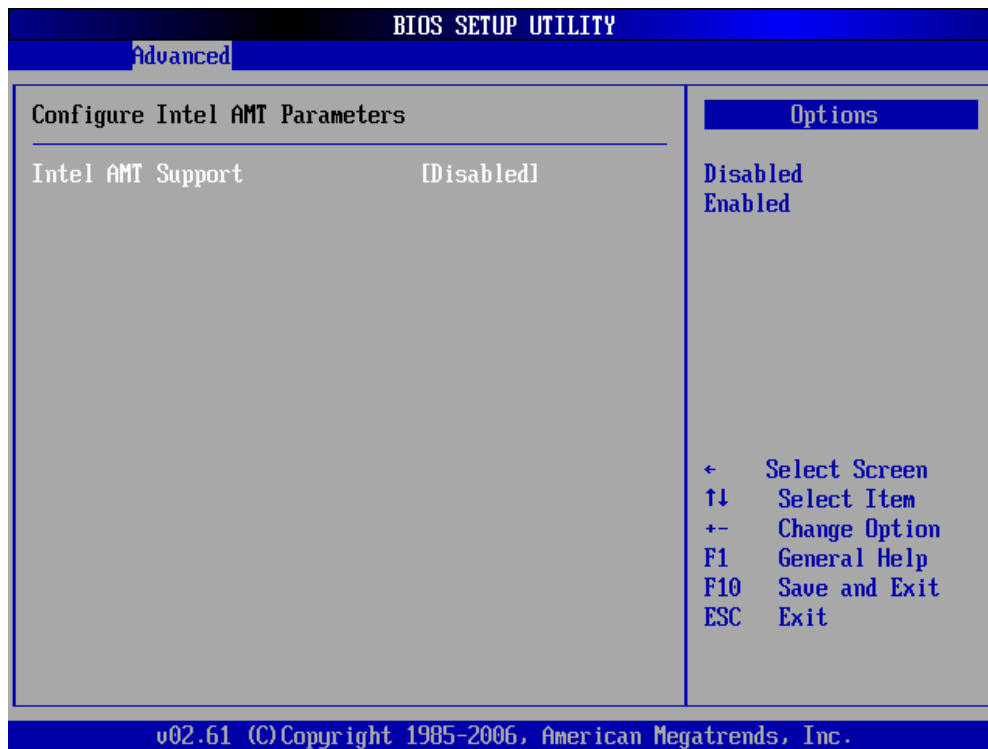 BIOS SETUP UTILITY
Advanced
Configure Intel AMT Parameters
Intel AMT Support [Disabled]
Options
Disabled
Enabled
← Select Screen
↑↓ Select Item
+- Change Option
F1 General Help
F10 Save and Exit
ESC Exit
v02.61 (C)Copyright 1985-2006, American Megatrends, Inc.